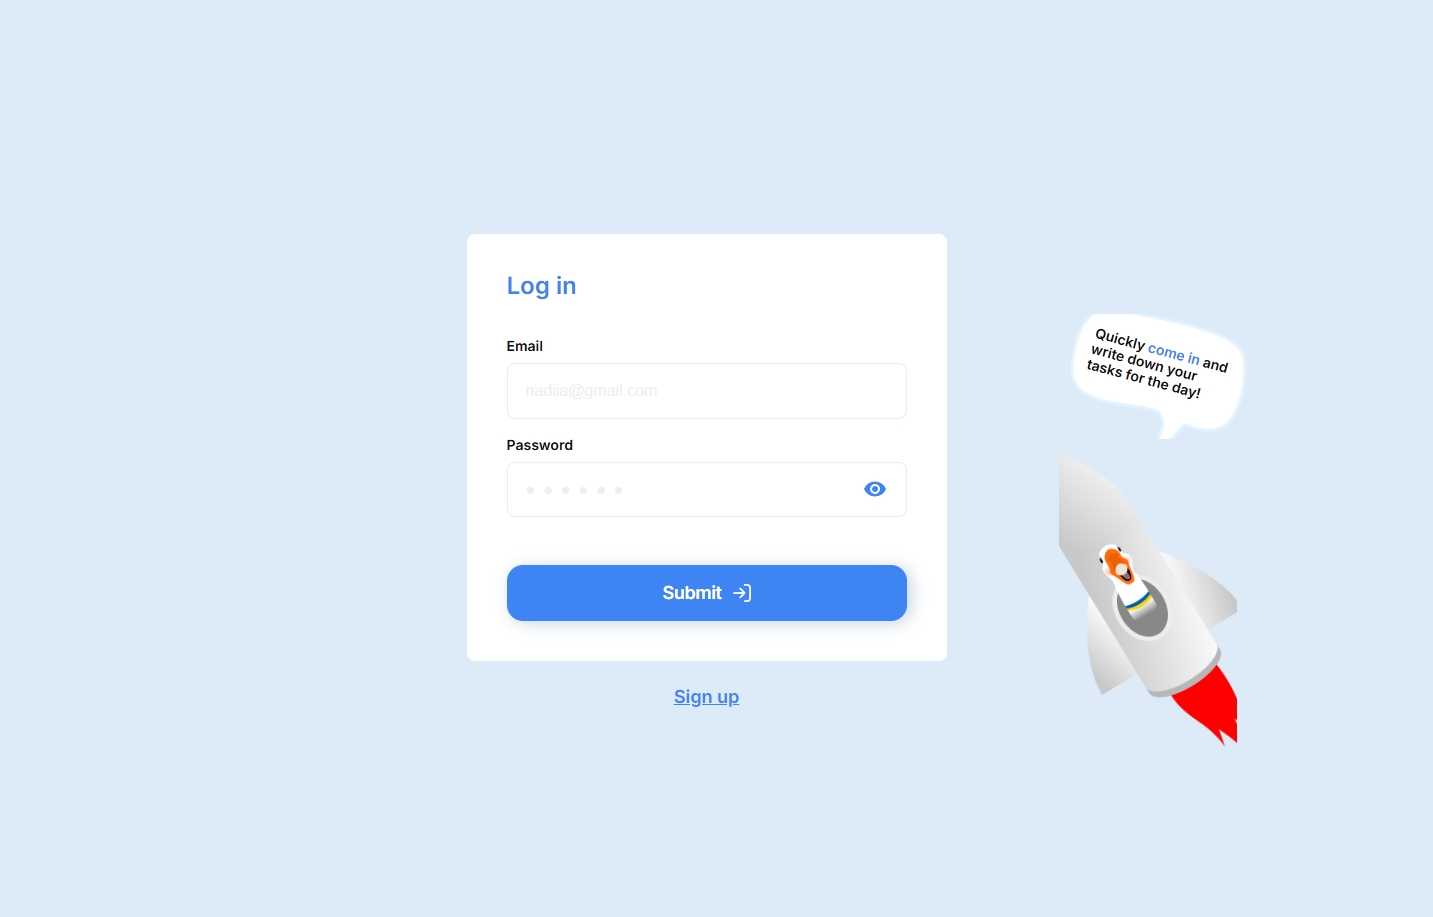 Log in
Email
nadiia@gmail.com
Password
Submit
Sign up
Quickly come in and
write down your
tasks for the day!